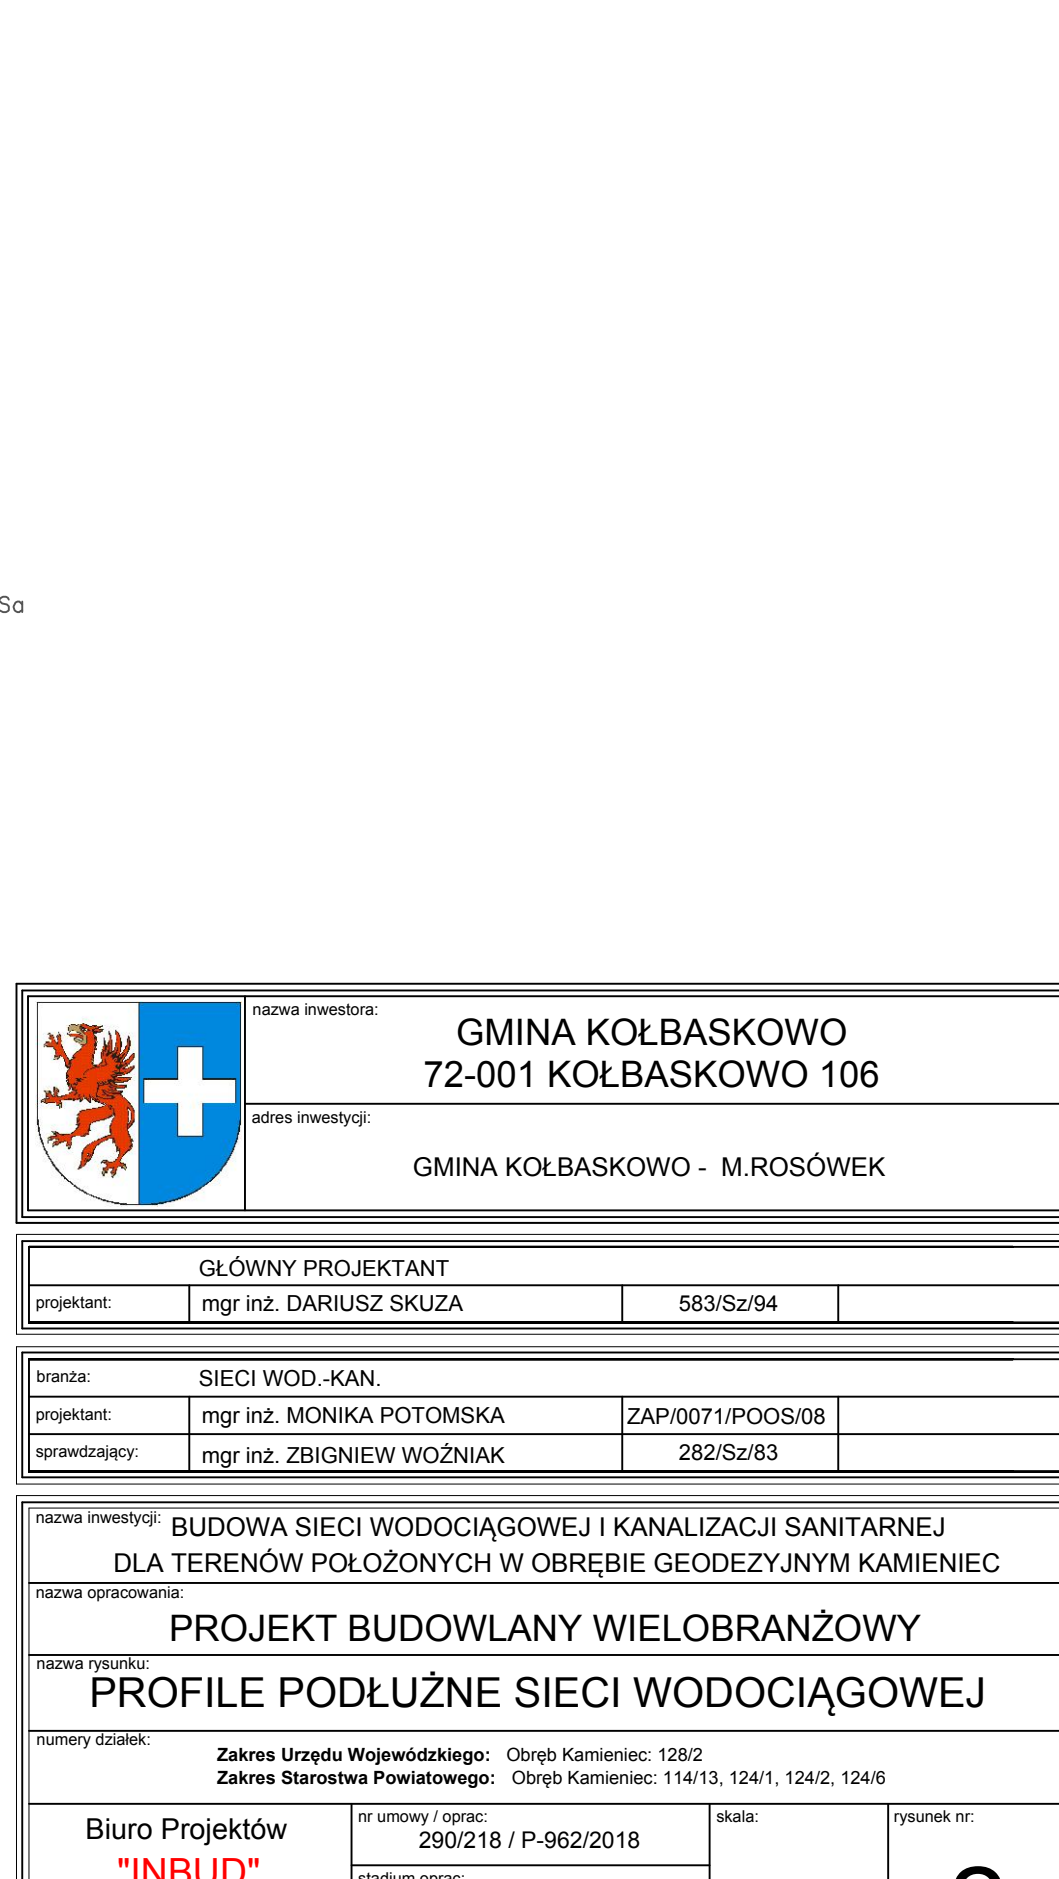 Sa
nazwa inwestora:
GMINA KOŁBASKOWO
72-001 KOŁBASKOWO 106
adres inwestycji:
GMINA KOŁBASKOWO - M.ROSÓWEK
GŁÓWNY PROJEKTANT
projektant: mgr inż. DARIUSZ SKUZA 583/Sz/94
branża: SIECI WOD.-KAN.
projektant: mgr inż. MONIKA POTOMSKA ZAP/0071/POOS/08
sprawdzający: mgr inż. ZBIGNIEW WOŹNIAK 282/Sz/83
nazwa inwestycji: BUDOWA SIECI WODOCIĄGOWEJ I KANALIZACJI SANITARNEJ
DLA TERENÓW POŁOŻONYCH W OBRĘBIE GEODEZYJNYM KAMIENIEC
nazwa opracowania:
PROJEKT BUDOWLANY WIELOBRANŻOWY
nazwa rysunku:
PROFILE PODŁUŻNE SIECI WODOCIĄGOWEJ
numery działek:
Zakres Urzędu Wojewódzkiego: Obręb Kamieniec: 128/2
Zakres Starostwa Powiatowego: Obręb Kamieniec: 114/13, 124/1, 124/2, 124/6
Biuro Projektów
"INBUD"
nr umowy / oprac:
290/218 / P-962/2018
stadium oprac:
skala:
rysunek nr: